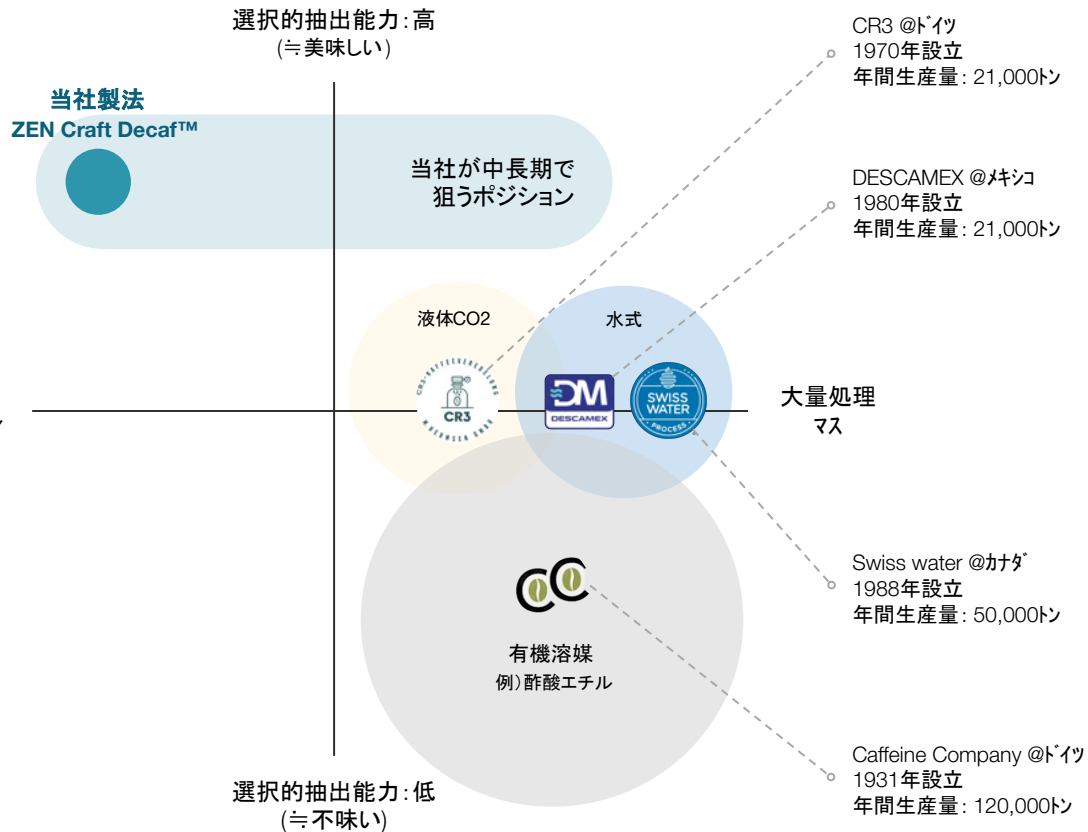 選択的抽出能力：高
(≒美味しい)
当社製法
ZEN Craft Decaf™
当社が中長期で
狙うポジション
CR3 @ﾄﾞｲﾂ
1970年設立
年間生産量：21,000ﾄﾝ
DESCAMEX @ﾒｷｼｺ
1980年設立
年間生産量：21,000ﾄﾝ
液体CO2
水式
CR3
DM
DESCAMEX
SWISS
WATER
PROCESS
大量処理
マス
有機溶媒
例）酢酸エチル
Swiss water @ｶﾅﾀﾞ
1988年設立
年間生産量：50,000ﾄﾝ
Caffeine Company @ﾄﾞｲﾂ
1931年設立
年間生産量：120,000ﾄﾝ
選択的抽出能力：低
(≒不味い)